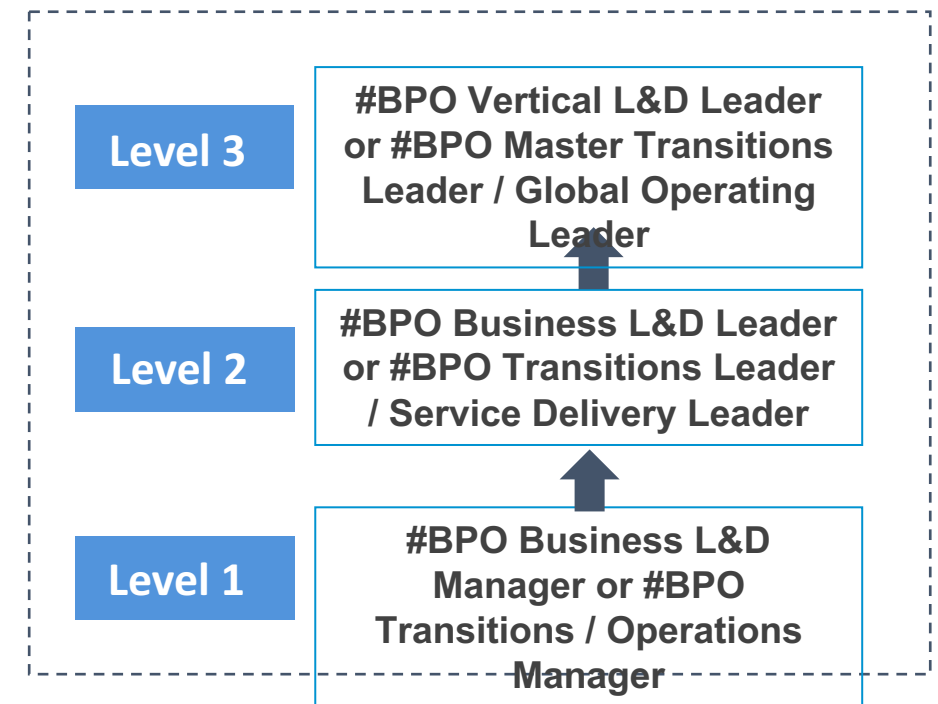 Level 3
#BPO Vertical L&D Leader
or #BPO Master Transitions
Leader / Global Operating
Leader
Level 2
#BPO Business L&D Leader
or #BPO Transitions Leader
/ Service Delivery Leader
Level 1
#BPO Business L&D
Manager or #BPO
Transitions / Operations
Manager